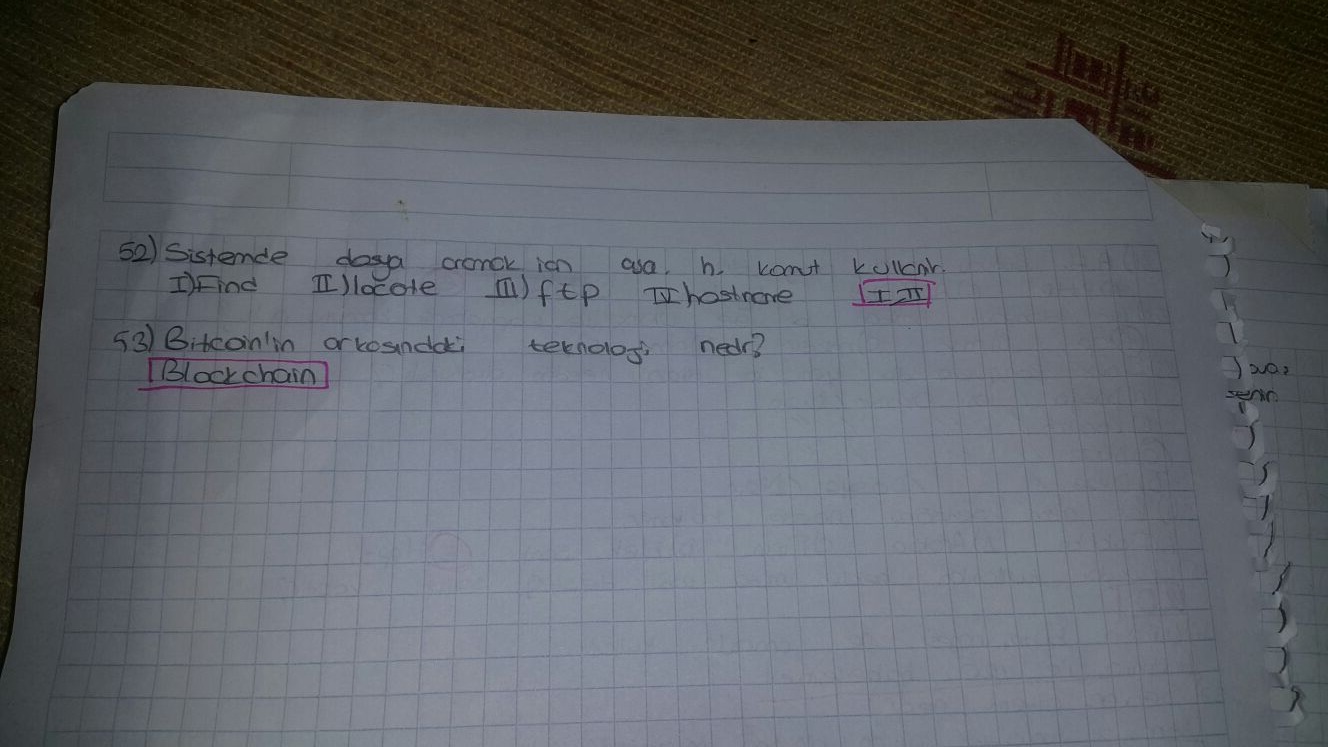 52) Sistemde dosya aramak için aşa. h. komut kullanılır.
I) Find II) locate III) ftp IV hostname I-II
53) Bitcoin'in arkasındaki teknoloji nedir?
Blockchain
senin